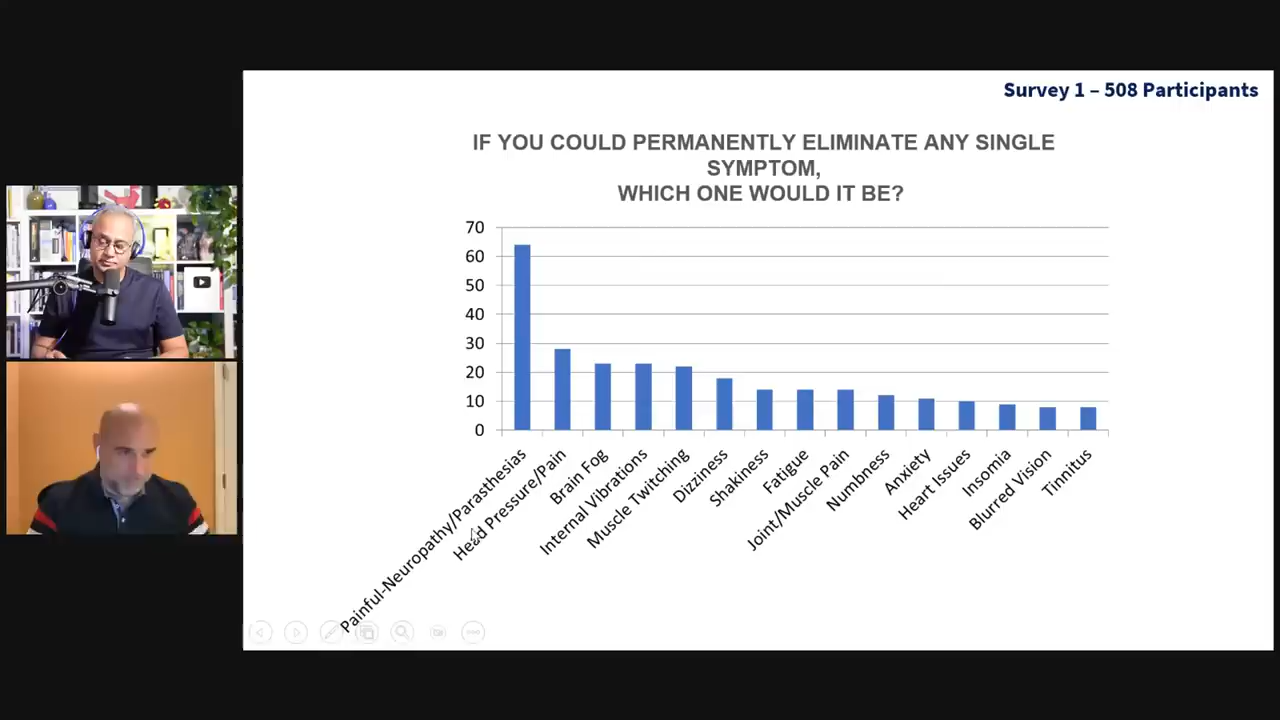 Survey 1 – 508 Participants
IF YOU COULD PERMANENTLY ELIMINATE ANY SINGLE
SYMPTOM,
WHICH ONE WOULD IT BE?
70
60
50
40
30
20
10
0
Painful-Neuropathy/Parasthesias
Head Pressure/Pain
Brain Fog
Internal Vibrations
Muscle Twitching
Dizziness
Shakiness
Fatigue
Joint/Muscle Pain
Numbness
Anxiety
Heart Issues
Insomia
Blurred Vision
Tinnitus